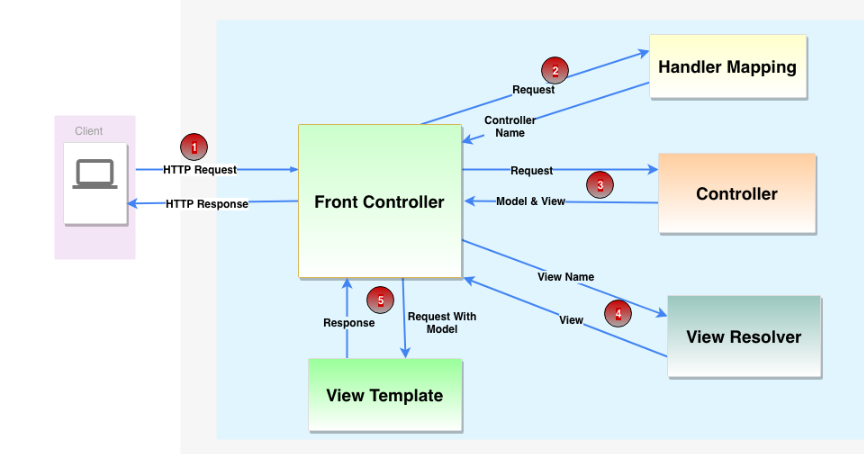 Client
1
HTTP Request
HTTP Response
Front Controller
2
Request
Controller
Name
Handler Mapping
Request
3
Model & View
Controller
View Name
4
View
View Resolver
5
Response
Request With
Model
View Template